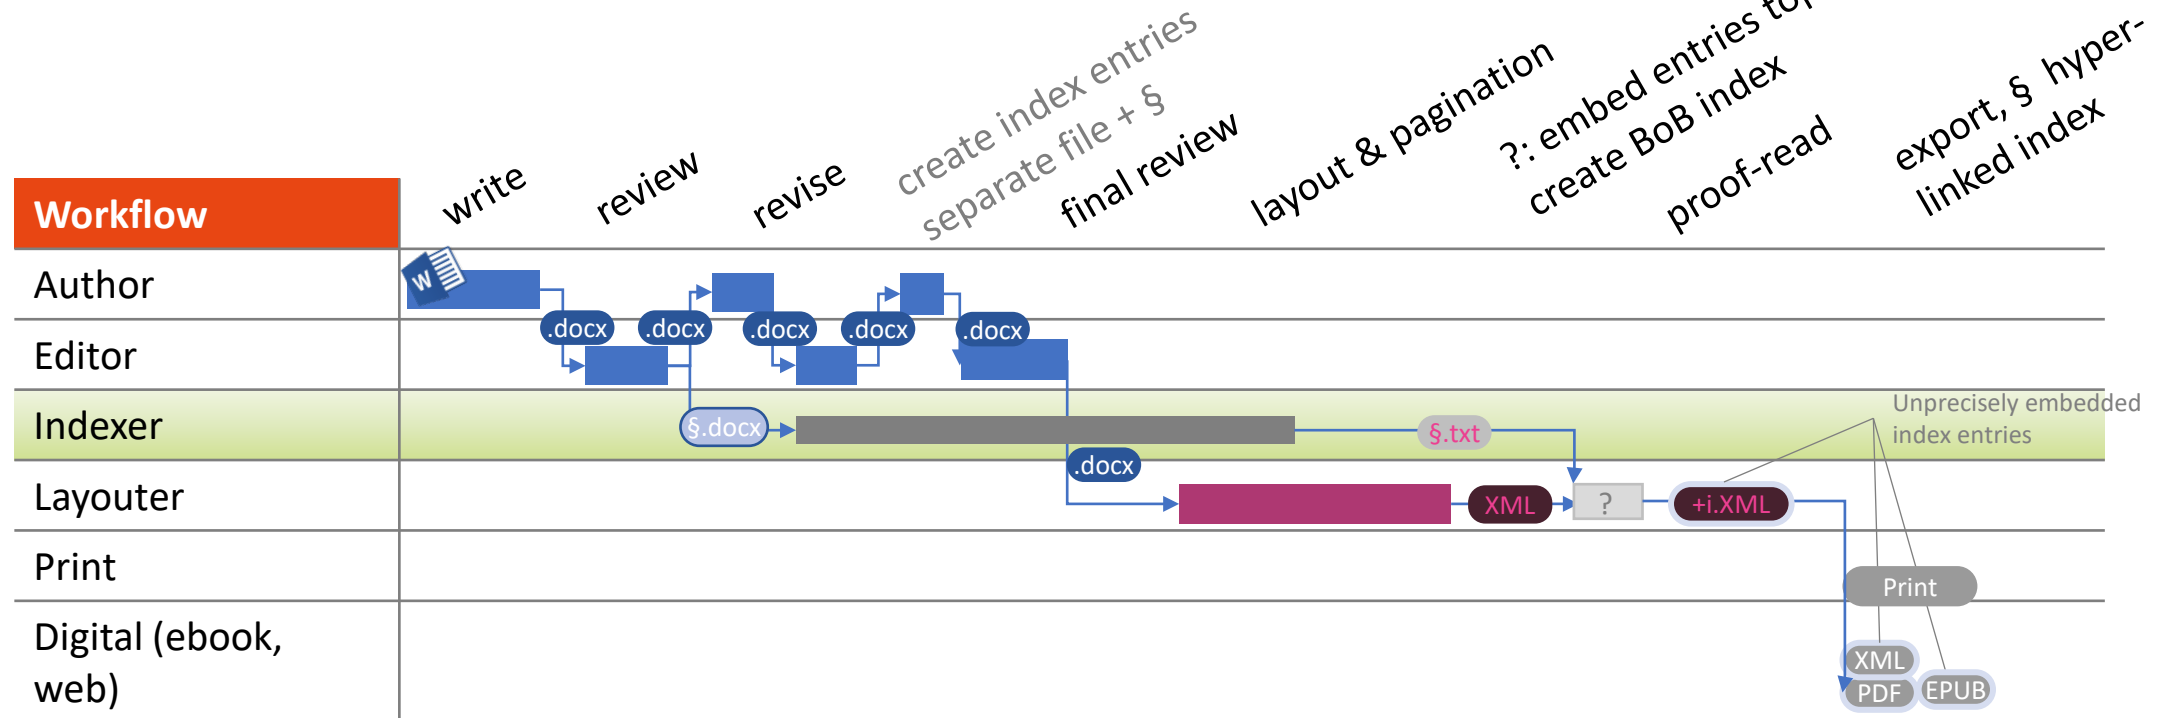 write
review
revise
create index entries
separate file + §
final review
layout & pagination
?: embed entries
create BoB index
proof-read
export, § hyper-
linked index
Workflow
Author
W
.docx
.docx
.docx
.docx
.docx
Editor
Indexer
§.docx
§.txt
Unprecisely embedded
index entries
.docx
Layouter
XML
?
+i.XML
Print
Print
Digital (ebook,
web)
XML
PDF
EPUB